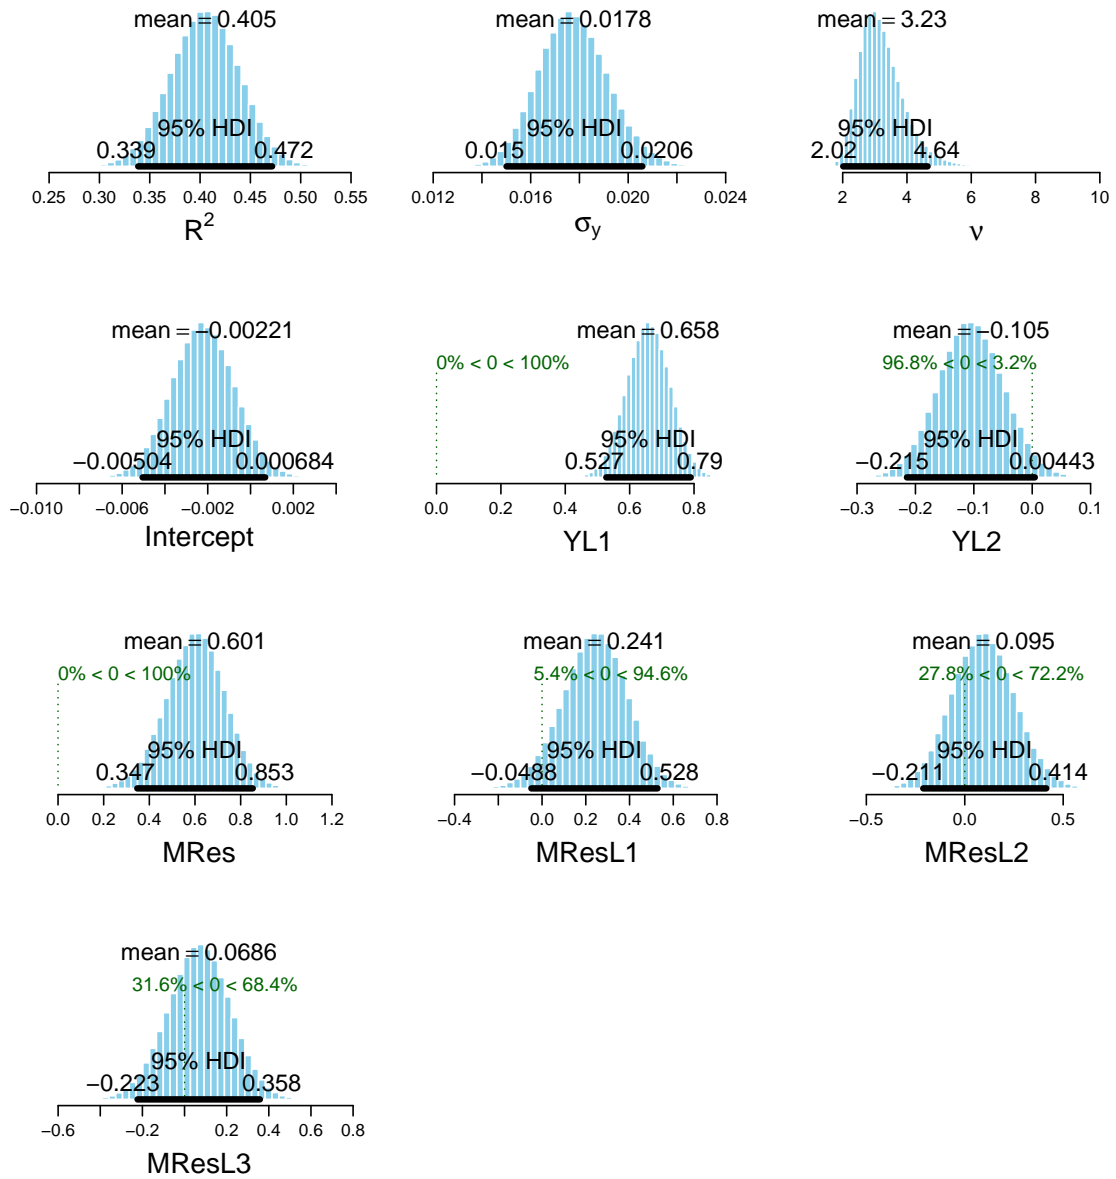 mean = 0.405
95% HDI
0.339 0.472
0.25 0.30 0.35 0.40 0.45 0.50 0.55
R²
mean = 0.0178
95% HDI
0.015 0.0206
0.012 0.016 0.020 0.024
σy
mean = 3.23
95% HDI
2.02 4.64
2 4 6 8 10
ν
mean = −0.00221
95% HDI
−0.00504 0.000684
−0.010 −0.006 −0.002 0.002
Intercept
mean = 0.658
0% < 0 < 100%
95% HDI
0.527 0.79
0.0 0.2 0.4 0.6 0.8
YL1
mean = −0.105
96.8% < 0 < 3.2%
95% HDI
−0.215 0.00443
−0.3 −0.2 −0.1 0.0 0.1
YL2
mean = 0.601
0% < 0 < 100%
95% HDI
0.347 0.853
0.0 0.2 0.4 0.6 0.8 1.0 1.2
MRes
mean = 0.241
5.4% < 0 < 94.6%
95% HDI
−0.0488 0.528
−0.4 0.0 0.2 0.4 0.6 0.8
MResL1
mean = 0.095
27.8% < 0 < 72.2%
95% HDI
−0.211 0.414
−0.5 0.0 0.5
MResL2
mean = 0.0686
31.6% < 0 < 68.4%
95% HDI
−0.223 0.358
−0.6 −0.2 0.2 0.4 0.6 0.8
MResL3